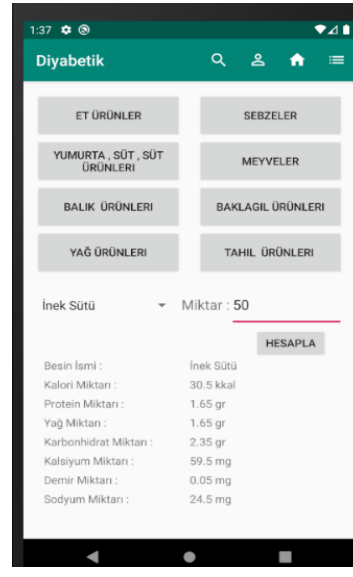 1:37
Diyabetik
ET ÜRÜNLER SEBZELER
YUMURTA , SÜT , SÜT
ÜRÜNLERI MEYVELER
BALIK ÜRÜNLERI BAKLAGIL ÜRÜNLERI
YAĞ ÜRÜNLERI TAHIL ÜRÜNLERI
İnek Sütü Miktar : 50
HESAPLA
Besin İsmi : İnek Sütü
Kalori Miktarı : 30.5 kkal
Protein Miktarı : 1.65 gr
Yağ Miktarı : 1.65 gr
Karbonhidrat Miktarı : 2.35 gr
Kalsiyum Miktarı : 59.5 mg
Demir Miktarı : 0.05 mg
Sodyum Miktarı : 24.5 mg